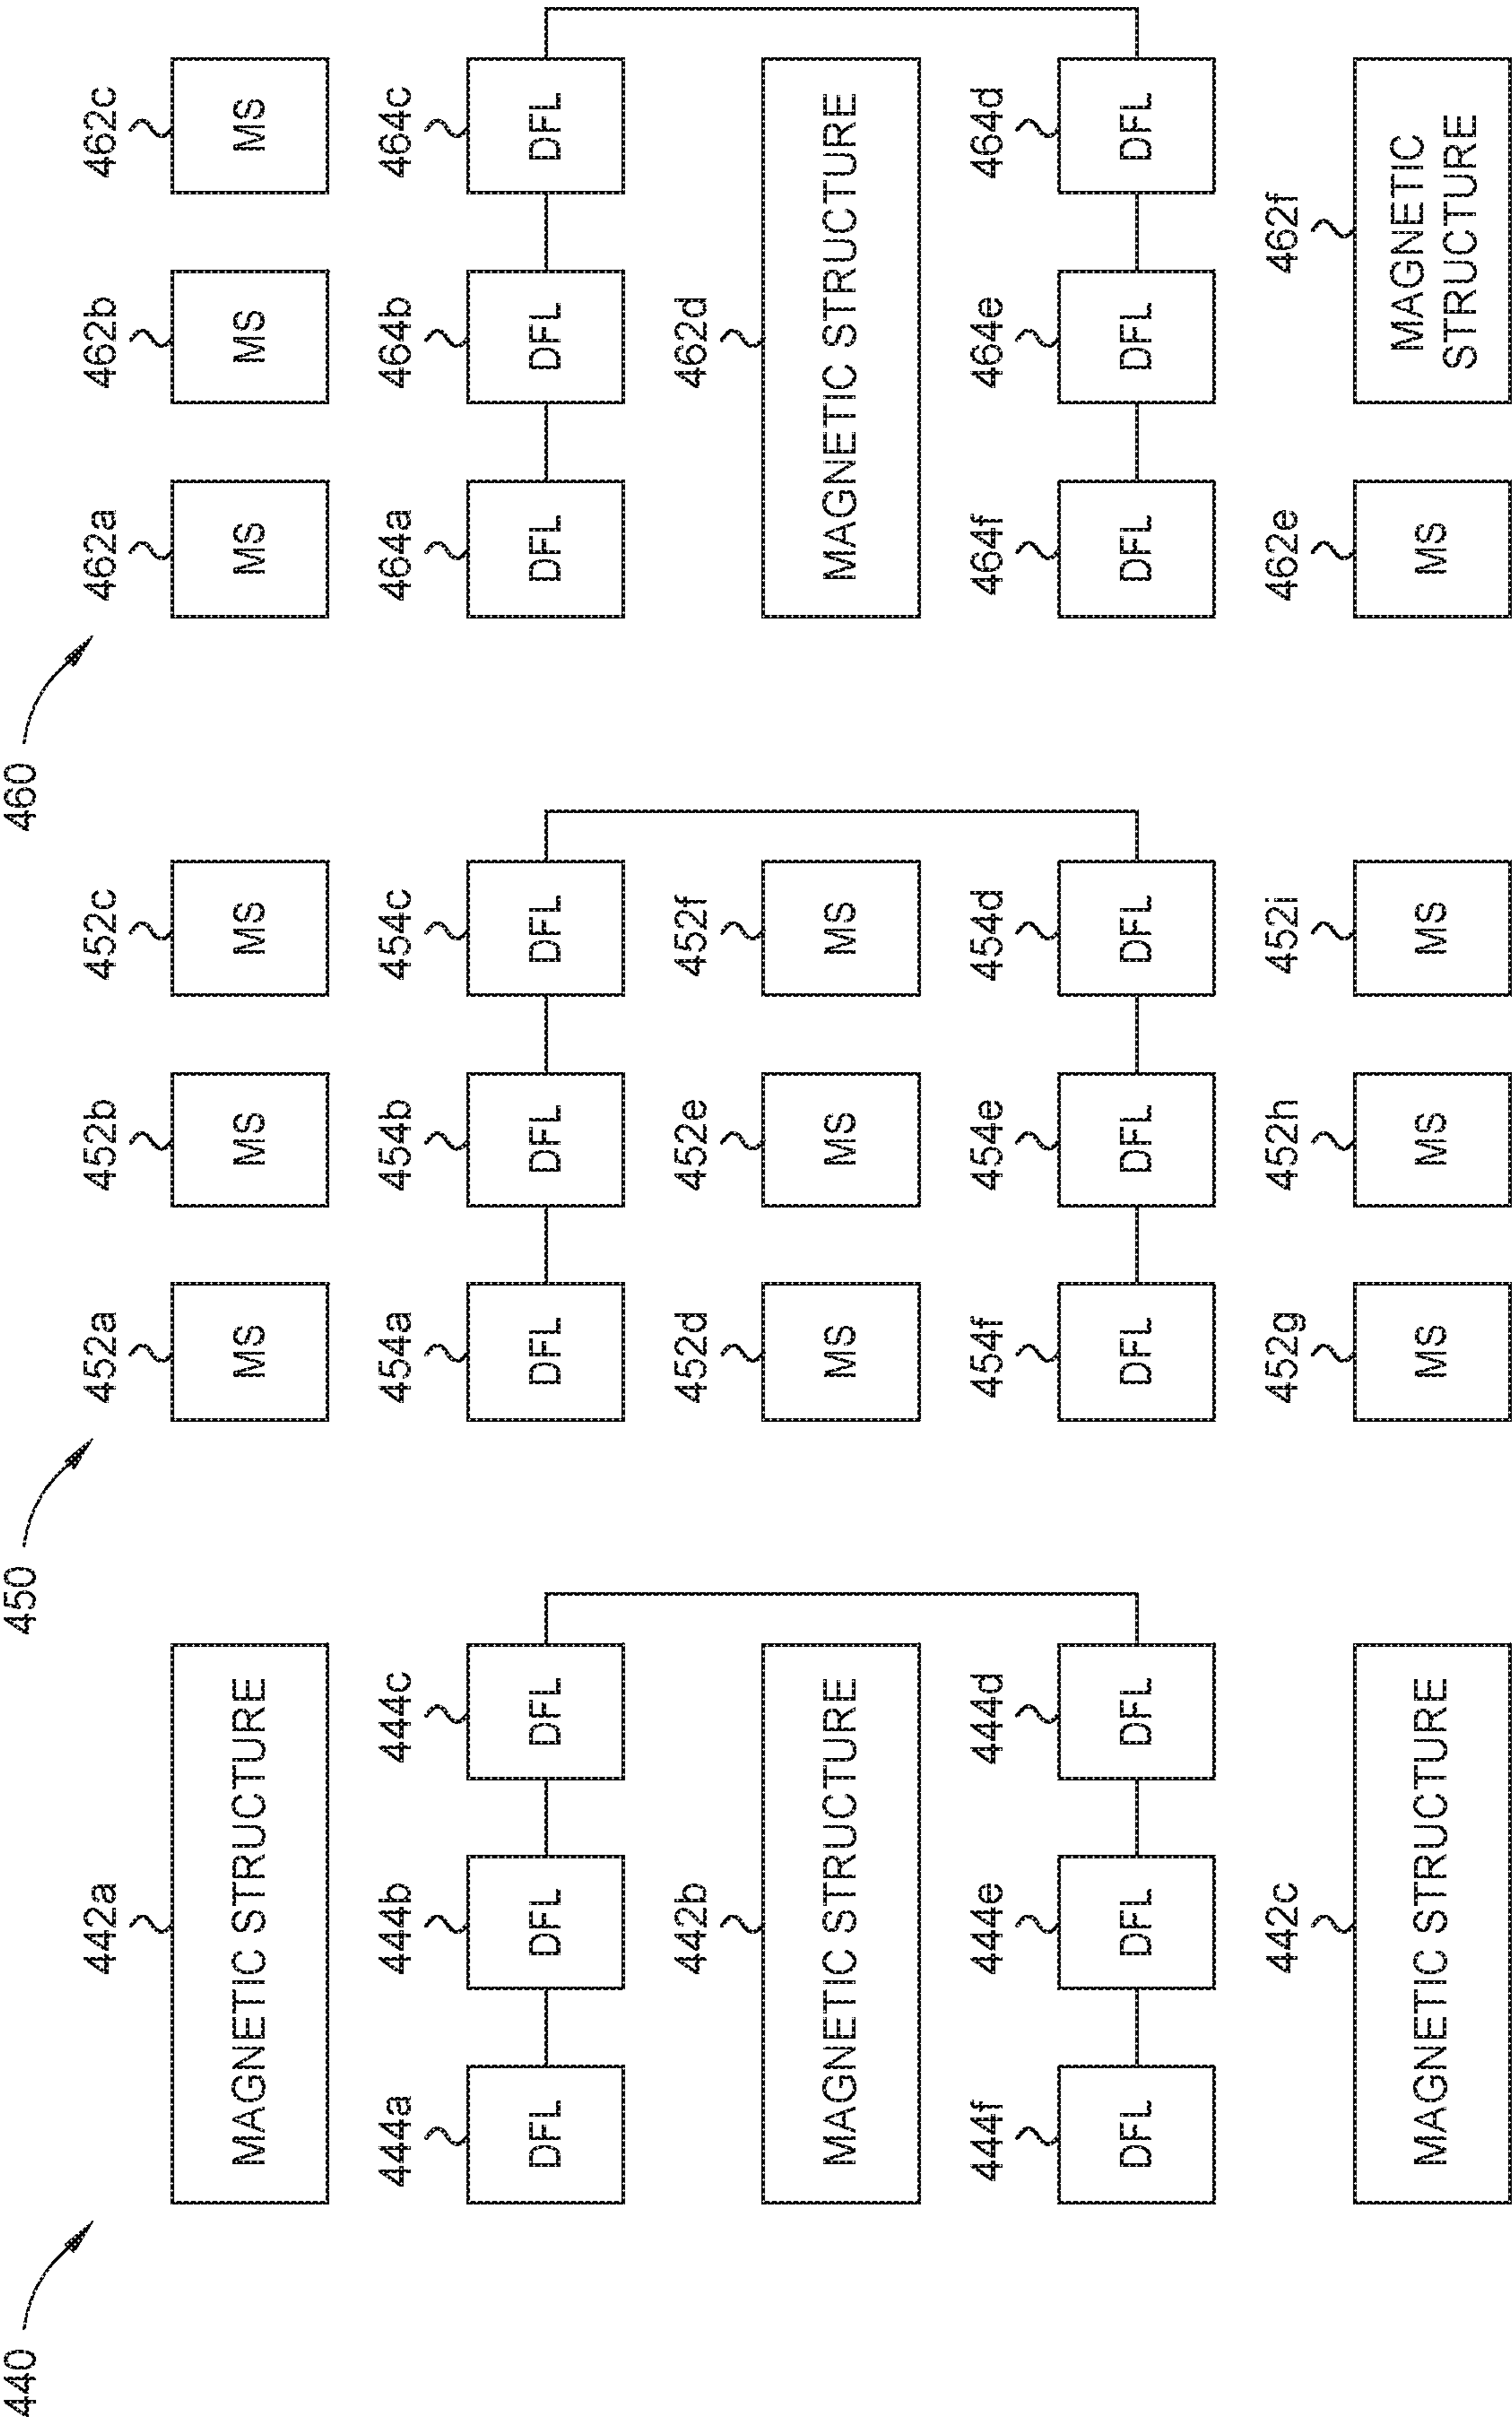 440
442a
MAGNETIC STRUCTURE
444a
444b
444c
DFL
DFL
DFL
442b
MAGNETIC STRUCTURE
444f
444e
444d
DFL
DFL
DFL
442c
MAGNETIC STRUCTURE
450
452a
452b
452c
MS
MS
MS
454a
454b
454c
DFL
DFL
DFL
452d
452e
452f
MS
MS
MS
454f
454e
454d
DFL
DFL
DFL
452g
452h
452i
MS
MS
MS
460
462a
462b
462c
MS
MS
MS
464a
464b
464c
DFL
DFL
DFL
462d
MAGNETIC STRUCTURE
464f
464e
464d
DFL
DFL
DFL
462e
462f
MS
MAGNETIC
STRUCTURE